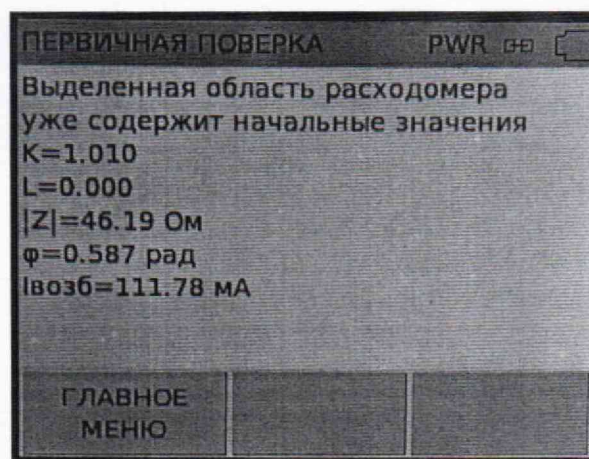 ПЕРВИЧНАЯ ПОВЕРКА PWR
Выделенная область расходомера
уже содержит начальные значения
K=1.010
L=0.000
|Z|=46.19 Ом
φ=0.587 рад
Iвозб=111.78 мА
ГЛАВНОЕ
МЕНЮ